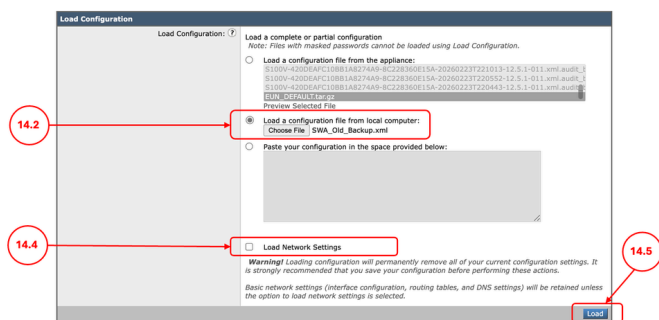 Load Configuration
Load Configuration: ?
Load a complete or partial configuration
Note: Files with masked passwords cannot be loaded using Load Configuration.
Load a configuration file from the appliance:
S100V-420DEAFC10BB1A8274A9-8C228360E15A-20260223T221013-12.5.1-011.xml.audit_b
S100V-420DEAFC10BB1A8274A9-8C228360E15A-20260223T220552-12.5.1-011.xml.audit_b
S100V-420DEAFC10BB1A8274A9-8C228360E15A-20260223T220443-12.5.1-011.xml.audit_b
EUN_DEFAULT.tar.gz
Preview Selected File
14.2
Load a configuration file from local computer:
Choose File SWA_Old_Backup.xml
Paste your configuration in the space provided below:
14.4
Load Network Settings
14.5
Warning! Loading configuration will permanently remove all of your current configuration settings. It
is strongly recommended that you save your configuration before performing these actions.
Basic network settings (interface configuration, routing tables, and DNS settings) will be retained unless
the option to load network settings is selected.
Load